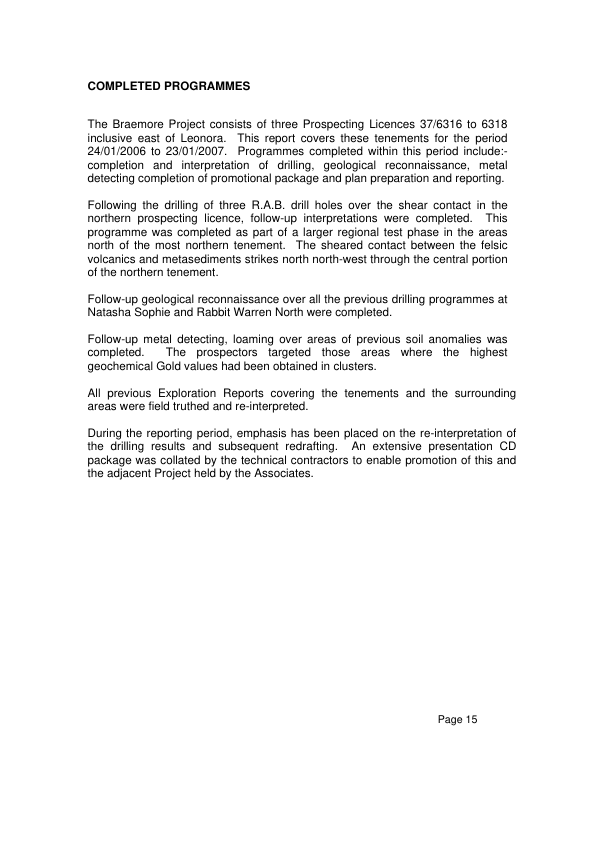 COMPLETED PROGRAMMES
The Braemore Project consists of three Prospecting Licences 37/6316 to 6318
inclusive east of Leonora.  This report covers these tenements for the period
24/01/2006 to 23/01/2007.  Programmes completed within this period include:-
completion and interpretation of drilling, geological reconnaissance, metal
detecting completion of promotional package and plan preparation and reporting.
Following the drilling of three R.A.B. drill holes over the shear contact in the
northern prospecting licence, follow-up interpretations were completed.  This
programme was completed as part of a larger regional test phase in the areas
north of the most northern tenement.  The sheared contact between the felsic
volcanics and metasediments strikes north north-west through the central portion
of the northern tenement.
Follow-up geological reconnaissance over all the previous drilling programmes at
Natasha Sophie and Rabbit Warren North were completed.
Follow-up metal detecting, loaming over areas of previous soil anomalies was
completed.  The prospectors targeted those areas where the highest
geochemical Gold values had been obtained in clusters.
All previous Exploration Reports covering the tenements and the surrounding
areas were field truthed and re-interpreted.
During the reporting period, emphasis has been placed on the re-interpretation of
the drilling results and subsequent redrafting.  An extensive presentation CD
package was collated by the technical contractors to enable promotion of this and
the adjacent Project held by the Associates.
Page 15